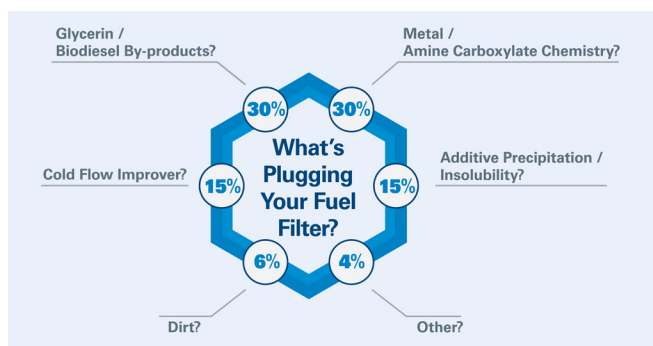 Glycerin /
Biodiesel By-products?
Metal /
Amine Carboxylate Chemistry?
30%
30%
What's
Plugging
Your Fuel
Filter?
Cold Flow Improver?
15%
15%
Additive Precipitation /
Insolubility?
6%
4%
Dirt?
Other?